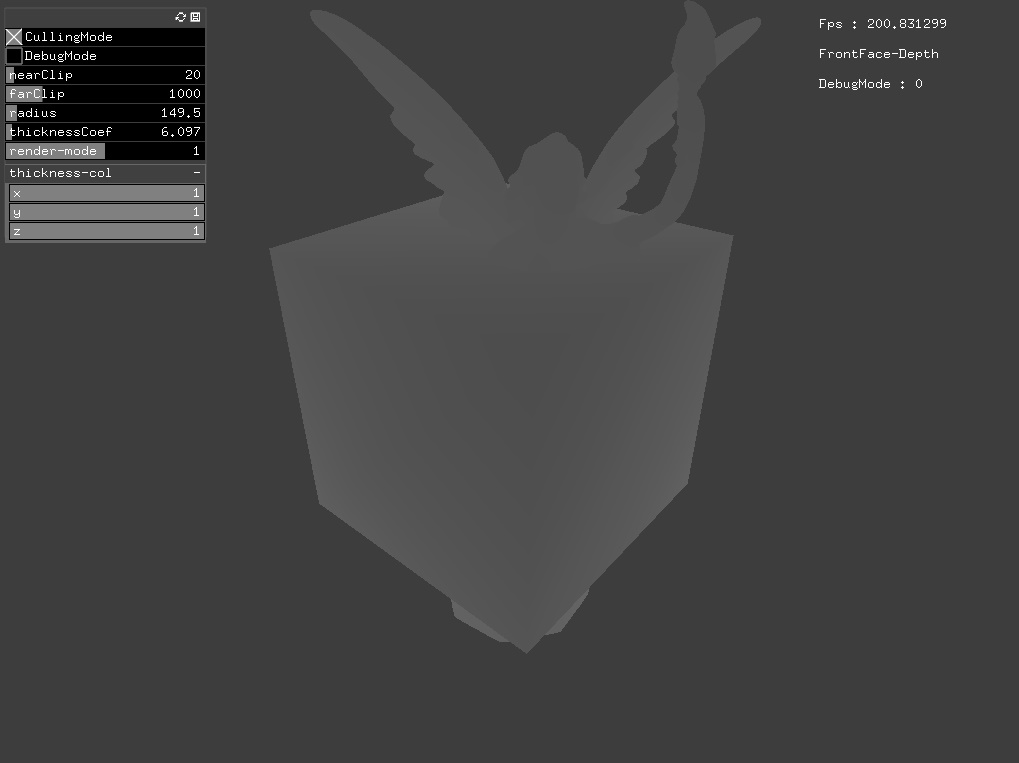 CullingMode
DebugMode
nearClip 20
farClip 1000
radius 149.5
thicknessCoef 6.097
render-mode 1
thickness-col -
x 1
y 1
z 1
Fps : 200.831299
FrontFace-Depth
DebugMode : 0